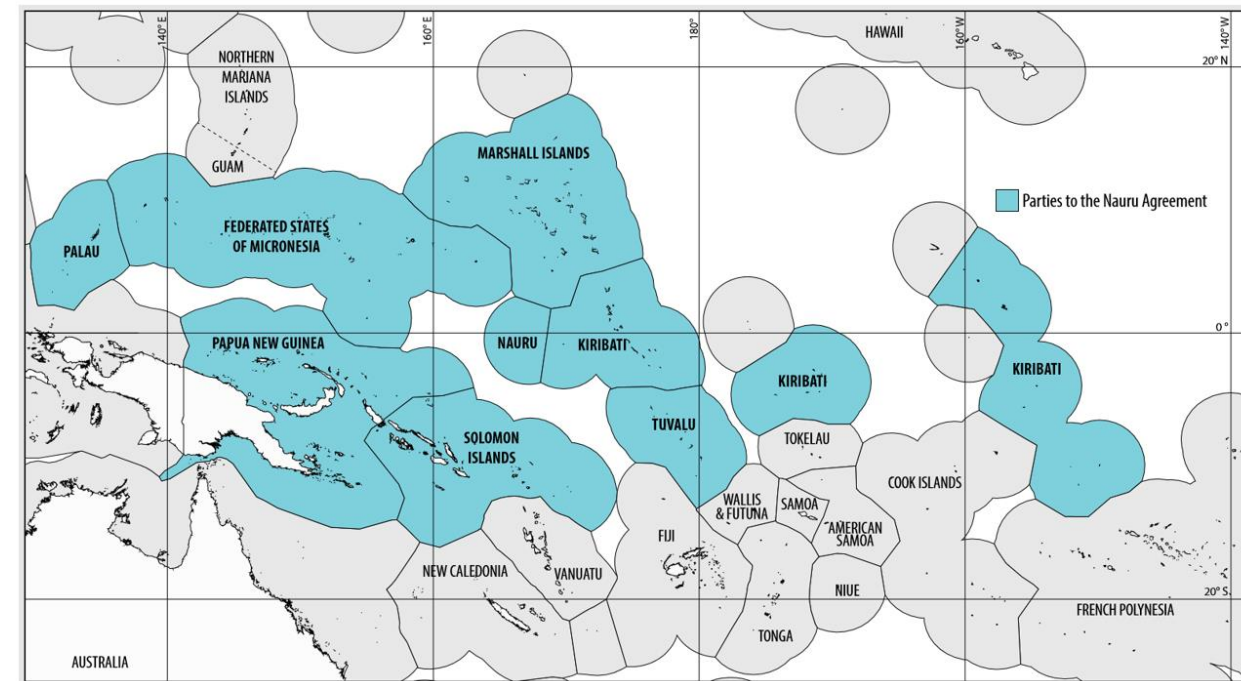 140° E
160° E
180°
160° W
140° W
HAWAII
20° N
NORTHERN
MARIANA
ISLANDS
GUAM
MARSHALL ISLANDS
Parties to the Nauru Agreement
FEDERATED STATES
OF MICRONESIA
PALAU
0°
PAPUA NEW GUINEA
NAURU
KIRIBATI
KIRIBATI
KIRIBATI
TUVALU
SOLOMON
ISLANDS
TOKELAU
COOK ISLANDS
WALLIS
& FUTUNA
SAMOA
AMERICAN
SAMOA
FIJI
NEW CALEDONIA
VANUATU
NIUE
20° S
FRENCH POLYNESIA
TONGA
AUSTRALIA